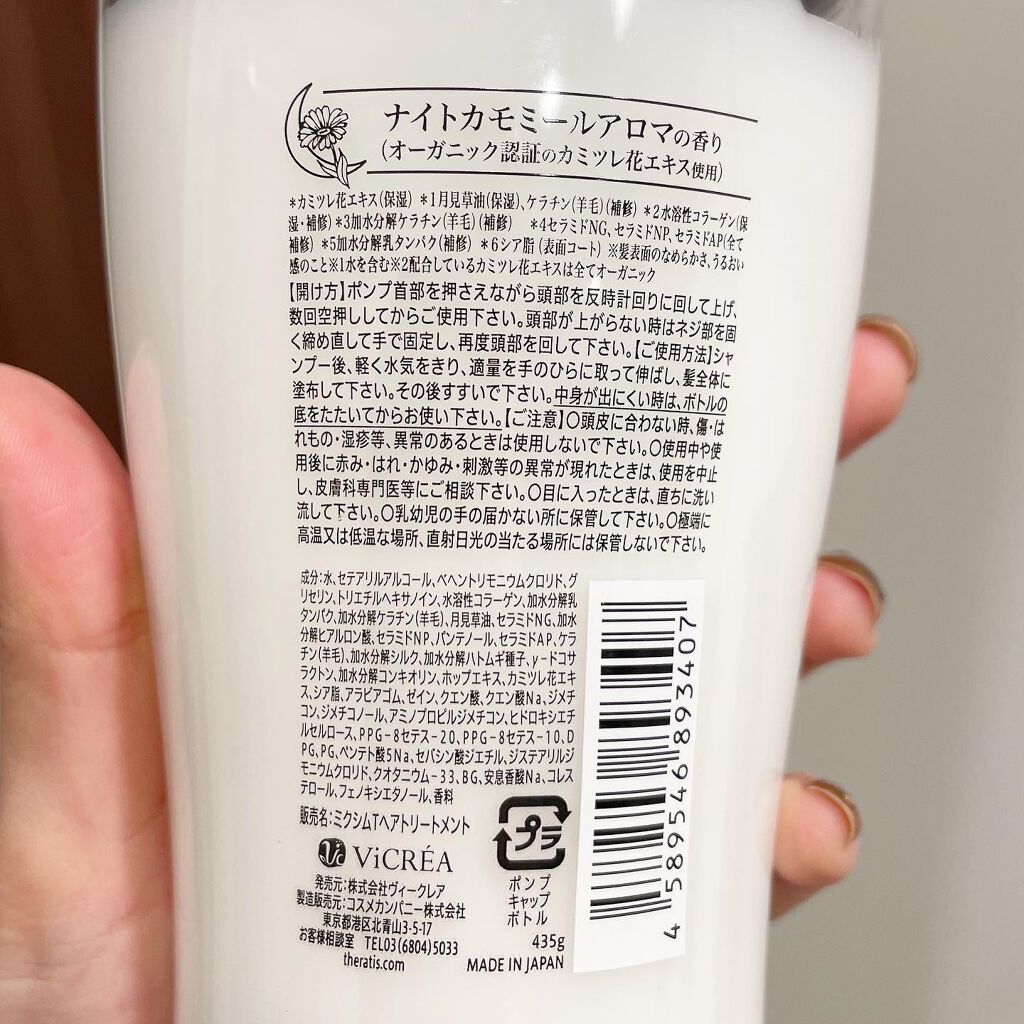 ナイトカモミールアロマの香り
(オーガニック認証のカミツレ花エキス使用)
*カミツレ花エキス(保湿) *1月見草油(保湿)、ケラチン(羊毛)(補修) *2水溶性コラーゲン(保
湿・補修)*3加水分解ケラチン(羊毛)(補修) *4セラミドNG、セラミドNP、セラミドAP(全て
補修) *5加水分解乳タンパク(補修) *6シア脂(表面コート) ※髪表面のなめらかさ、うるおい
感のこと※1水を含む※2配合しているカミツレ花エキスは全てオーガニック
【開け方】ポンプ首部を押さえながら頭部を反時計回りに回して上げ、
数回空押ししてからご使用下さい。頭部が上がらない時はネジ部を固
く締め直して手で固定し、再度頭部を回して下さい。【ご使用方法】シャ
ンプー後、軽く水気をきり、適量を手のひらに取って伸ばし、髪全体に
塗布して下さい。その後すすいで下さい。中身が出にくい時は、ボトルの
底をたたいてからお使い下さい。【ご注意】〇頭皮に合わない時、傷・は
れもの・湿疹等、異常のあるときは使用しないで下さい。〇使用中や使
用後に赤み・はれ・かゆみ・刺激等の異常が現れたときは、使用を中止
し、皮膚科専門医等にご相談下さい。〇目に入ったときは、直ちに洗い
流して下さい。〇乳幼児の手の届かない所に保管して下さい。〇極端に
高温又は低温な場所、直射日光の当たる場所には保管しないで下さい。
成分:水、セテアリルアルコール、ベヘントリモニウムクロリド、グ
リセリン、トリエチルヘキサノイン、水溶性コラーゲン、加水分解乳
タンパク、加水分解ケラチン(羊毛)、月見草油、セラミドNG、加水
分解ヒアルロン酸、セラミドNP、パンテノール、セラミドAP、ケラ
チン(羊毛)、加水分解シルク、加水分解ハトムギ種子、γ-ドコサ
ラクトン、加水分解コンキオリン、ホップエキス、カミツレ花エキ
ス、シア脂、アラビアゴム、ゼイン、クエン酸、クエン酸Na、ジメチ
コン、ジメチコノール、アミノプロピルジメチコン、ヒドロキシエチ
ルセルロース、PPG-8セテス-20、PPG-8セテス-10、D
PG、PG、ペンテト酸5Na、セバシン酸ジエチル、ジステアリルジ
モニウムクロリド、クオタニウム-33、BG、安息香酸Na、コレス
テロール、フェノキシエタノール、香料
販売名:ミクシムTヘアトリートメント
Vi ViCRÉA
発売元:株式会社ヴィークレア
製造販売元:コスメカンパニー株式会社
東京都港区北青山3-5-17
お客様相談室 TEL03(6804)5033
theratis.com
プラ
ポンプ
キャップ
ボトル
435g
MADE IN JAPAN
4589546893407